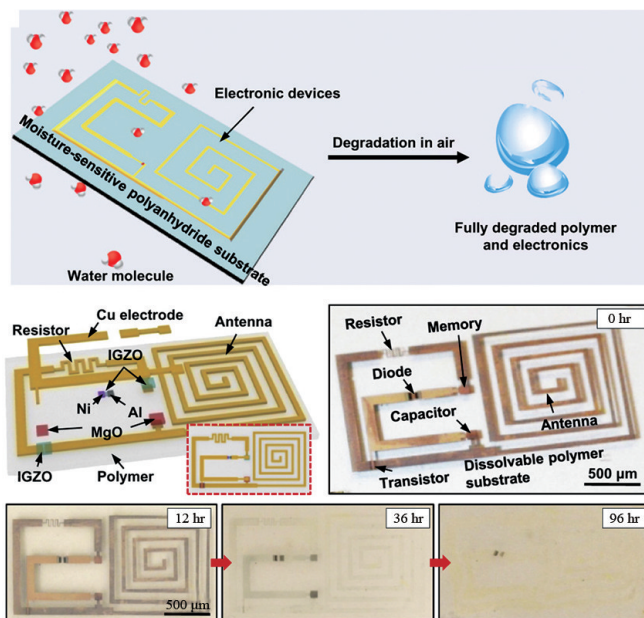 Electronic devices
Moisture-sensitive polyanhydride substrate
Degradation in air
Fully degraded polymer
and electronics
Water molecule
Cu electrode
Resistor
Antenna
IGZO
Ni
Al
MgO
IGZO
Polymer
0 hr
Resistor
Memory
Diode
Capacitor
Antenna
Dissolvable polymer
substrate
Transistor
500 µm
12 hr
500 µm
36 hr
96 hr